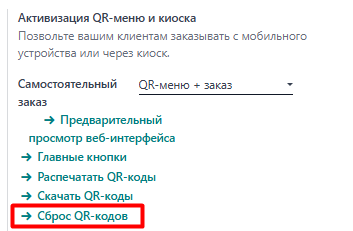 Активизация QR-меню и киоска
Позвольте вашим клиентам заказывать с мобильного
устройства или через киоск.
Самостоятельный QR-меню + заказ
заказ
→ Предварительный
просмотр веб-интерфейса
→ Главные кнопки
→ Распечатать QR-коды
→ Скачать QR-коды
→ Сброс QR-кодов